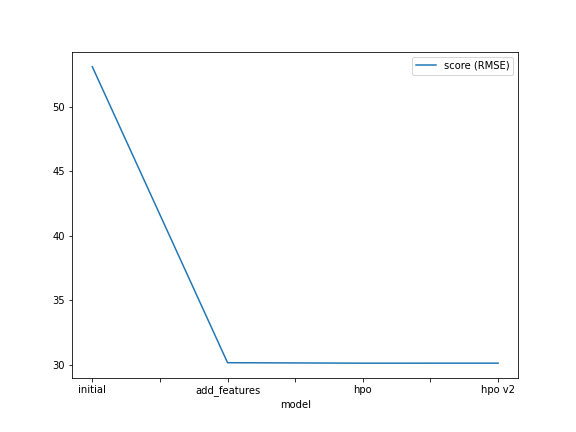 score (RMSE)
50
45
40
35
30
initial
add_features
hpo
hpo v2
model